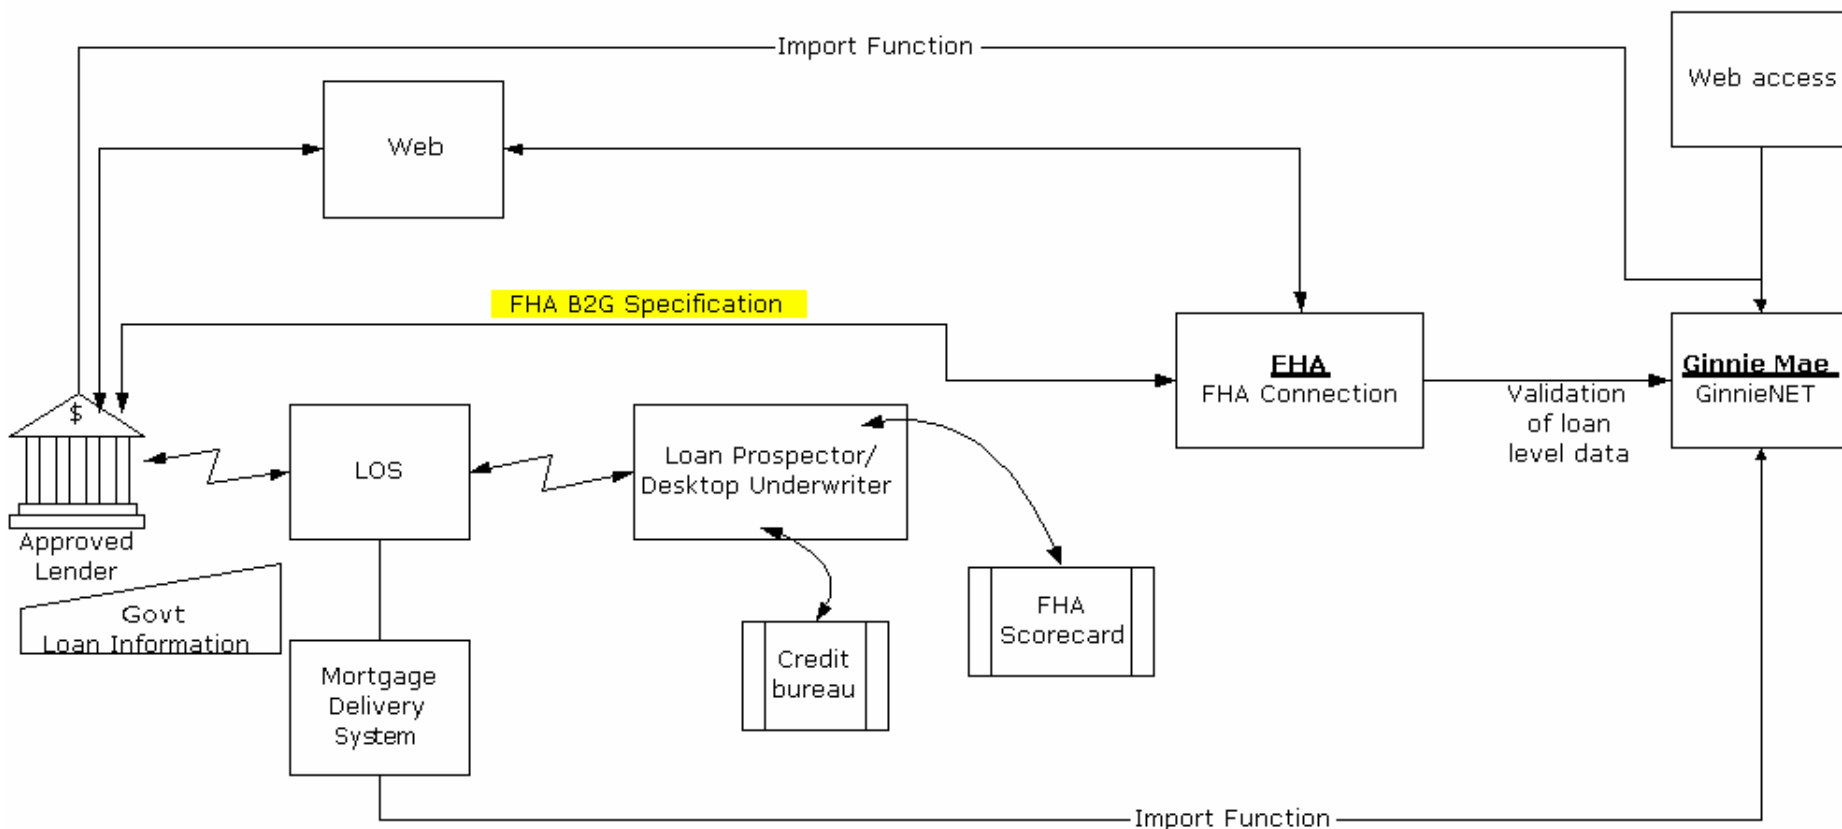 Import Function
Web access
Web
FHA B2G Specification
FHA
FHA Connection
Validation
of loan
level data
Ginnie Mae
GinnieNET
$
Approved
Lender
LOS
Loan Prospector/
Desktop Underwriter
Govt
Loan Information
Mortgage
Delivery
System
Credit
bureau
FHA
Scorecard
Import Function